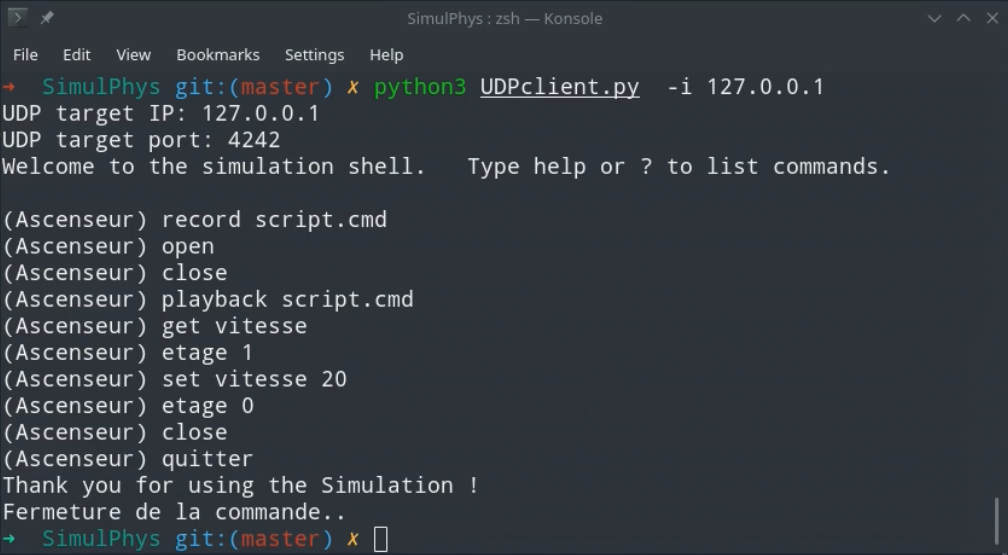 SimulPhys : zsh — Konsole
File Edit View Bookmarks Settings Help
➜ SimulPhys git:(master) ✗ python3 UDPclient.py -i 127.0.0.1
UDP target IP: 127.0.0.1
UDP target port: 4242
Welcome to the simulation shell. Type help or ? to list commands.
(Ascenseur) record script.cmd
(Ascenseur) open
(Ascenseur) close
(Ascenseur) playback script.cmd
(Ascenseur) get vitesse
(Ascenseur) etage 1
(Ascenseur) set vitesse 20
(Ascenseur) etage 0
(Ascenseur) close
(Ascenseur) quitter
Thank you for using the Simulation !
Fermeture de la commande..
➜ SimulPhys git:(master) ✗